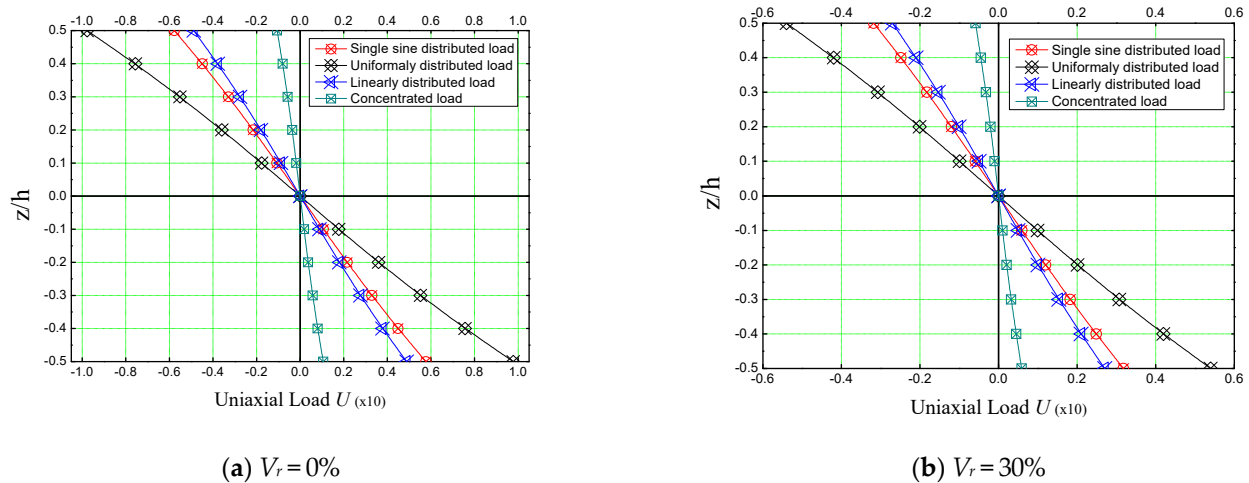 -1.0 -0.8 -0.6 -0.4 -0.2 0.0 0.2 0.4 0.6 0.8 1.0
0.5
0.4
0.3
0.2
0.1
0.0
-0.1
-0.2
-0.3
-0.4
-0.5
z/h
Single sine distributed load
Uniformaly distributed load
Linearly distributed load
Concentrated load
-1.0 -0.8 -0.6 -0.4 -0.2 0.0 0.2 0.4 0.6 0.8 1.0
Uniaxial Load U (x10)
(a) Vr = 0%
-0.6 -0.4 -0.2 0.0 0.2 0.4 0.6
0.5
0.4
0.3
0.2
0.1
0.0
-0.1
-0.2
-0.3
-0.4
-0.5
z/h
Single sine distributed load
Uniformaly distributed load
Linearly distributed load
Concentrated load
-0.6 -0.4 -0.2 0.0 0.2 0.4 0.6
Uniaxial Load U (x10)
(b) Vr = 30%